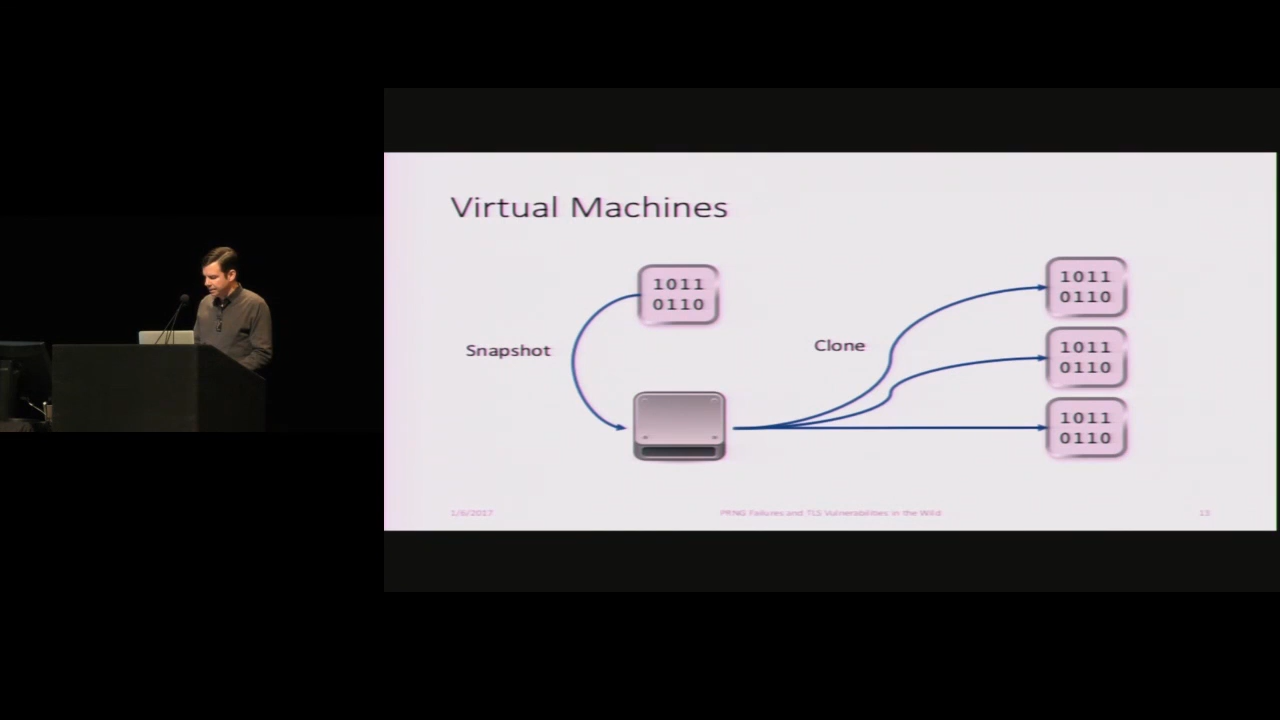 Virtual Machines
1011
0110
Snapshot
Clone
1011
0110
1011
0110
1011
0110
1/6/2017
PRNG Failures and TLS Vulnerabilities in the Wild
13